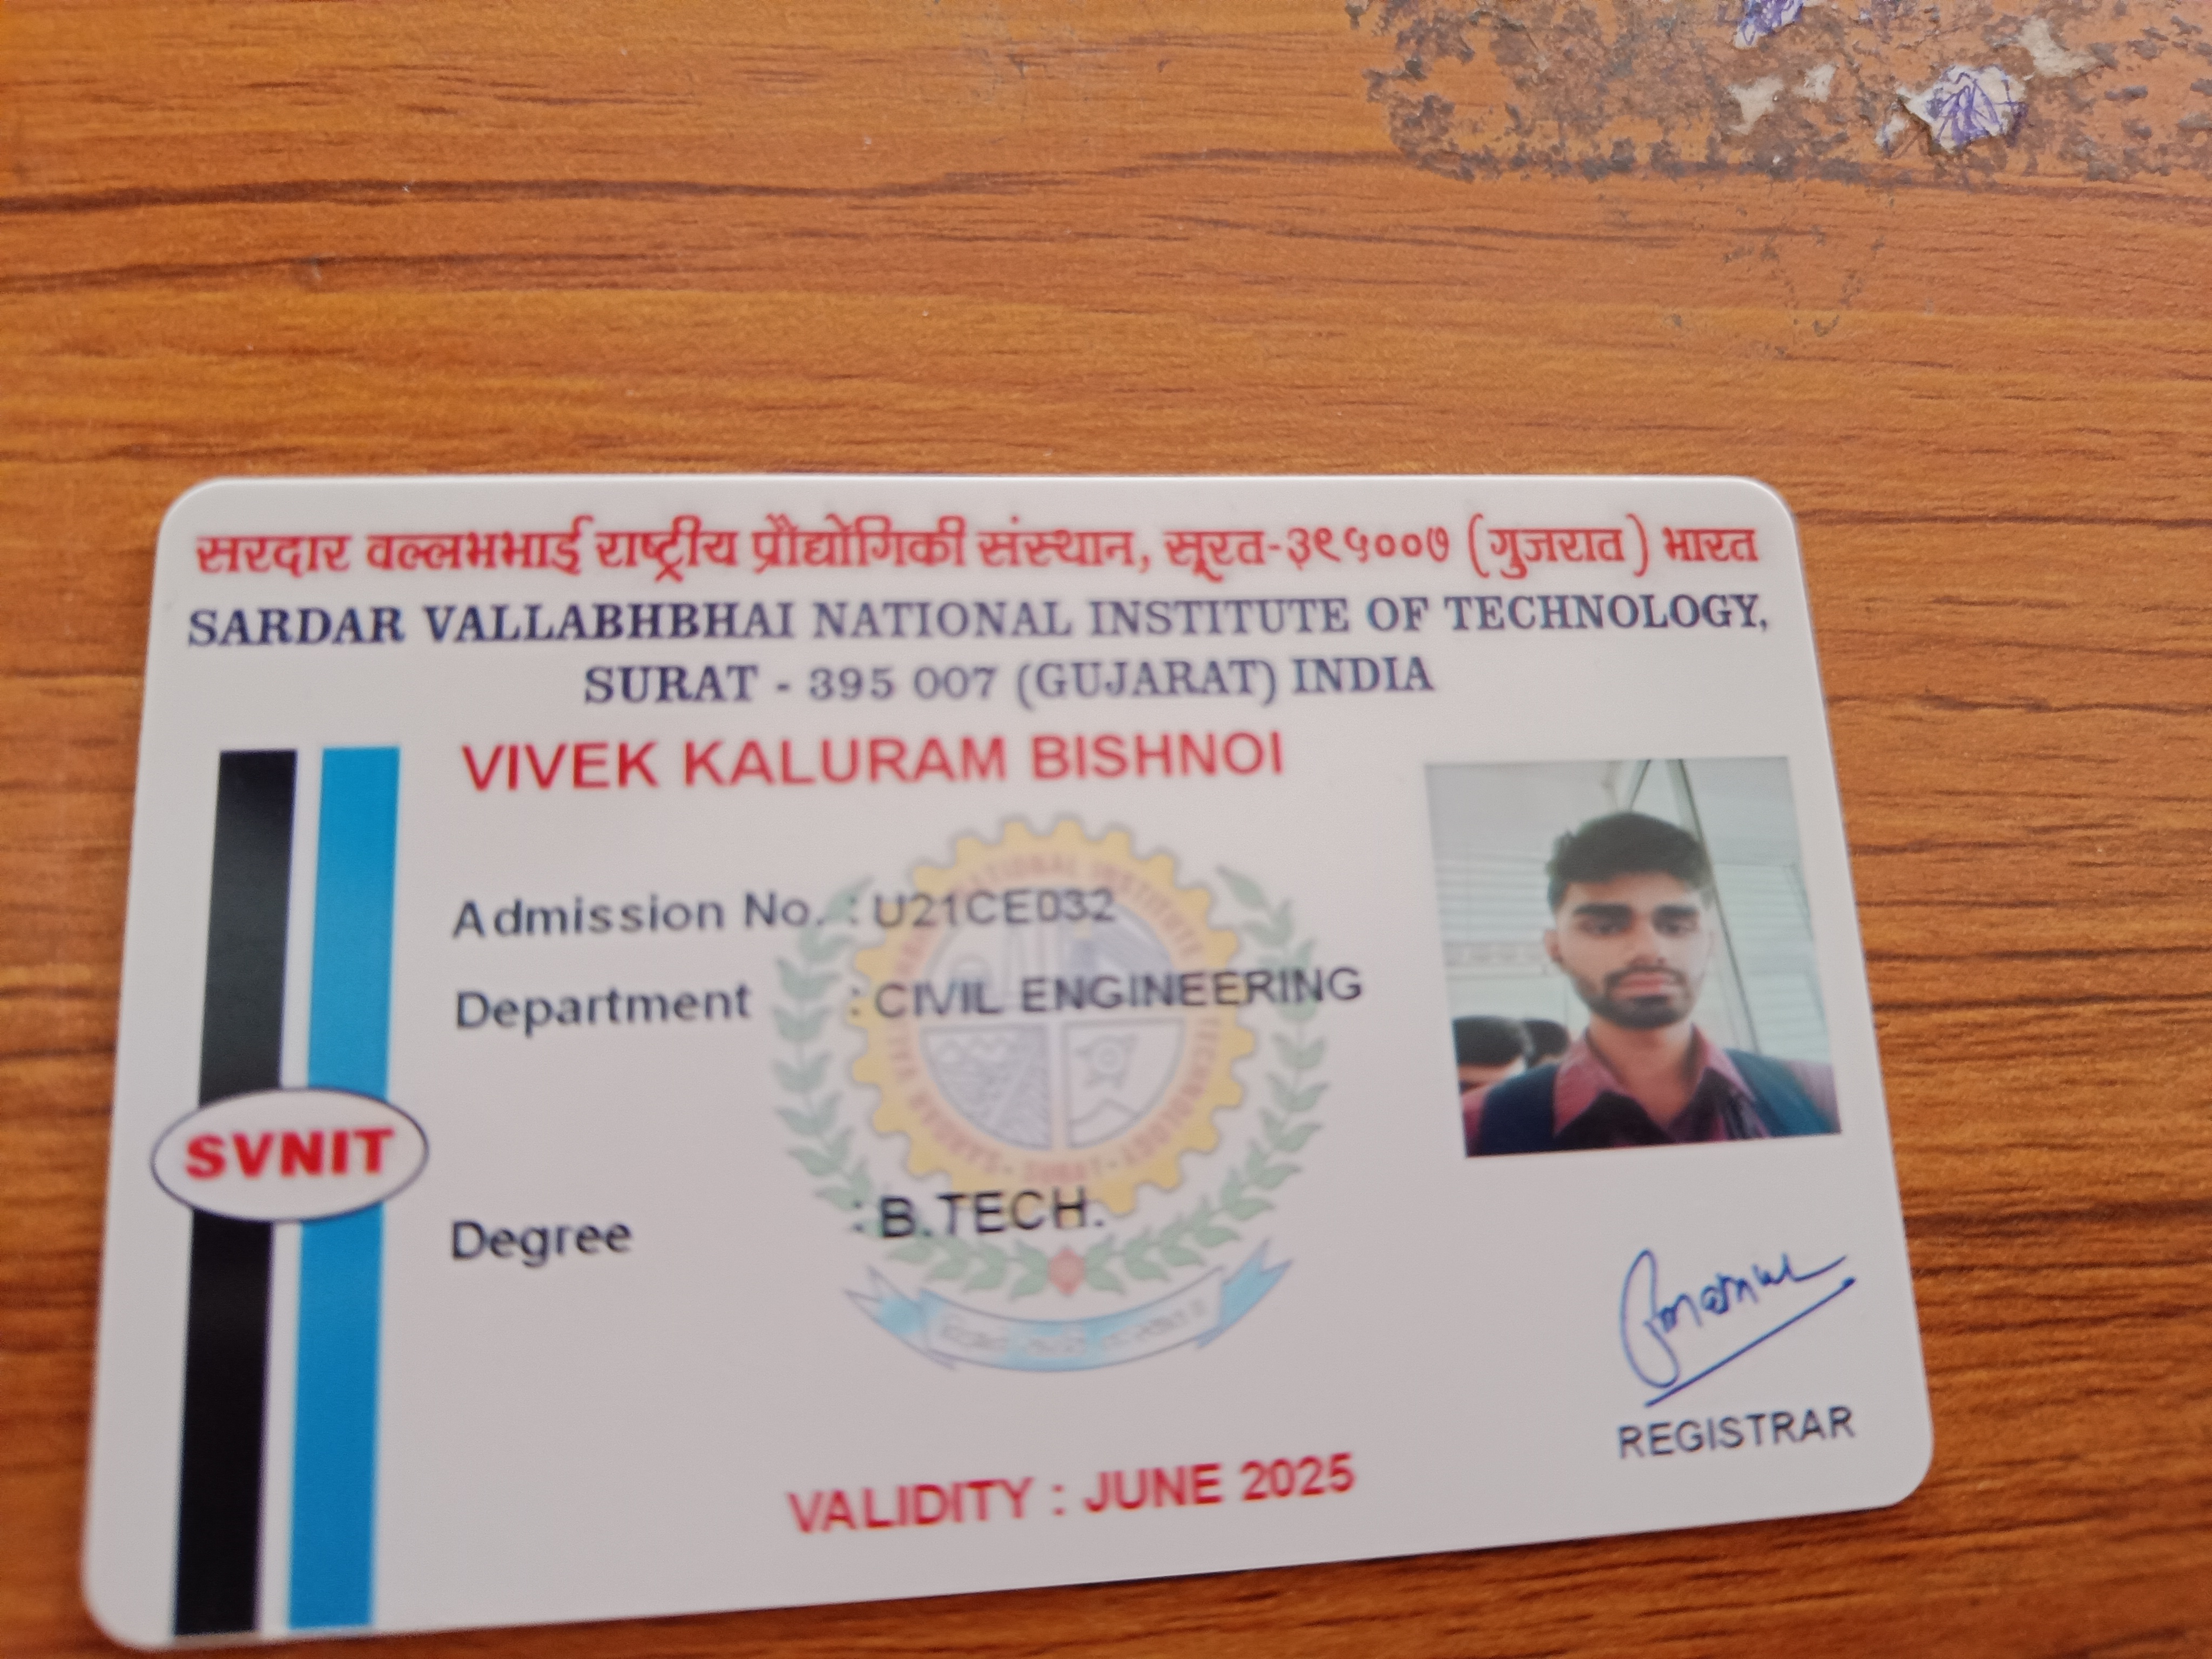 सरदार वल्लभभाई राष्ट्रीय प्रौद्योगिकी संस्थान, सूरत-३९५००७ (गुजरात) भारत
SARDAR VALLABHBHAI NATIONAL INSTITUTE OF TECHNOLOGY,
SURAT - 395 007 (GUJARAT) INDIA
VIVEK KALURAM BISHNOI
Admission No. : U21CE032
Department : CIVIL ENGINEERING
SVNIT
Degree : B.TECH.
REGISTRAR
VALIDITY : JUNE 2025